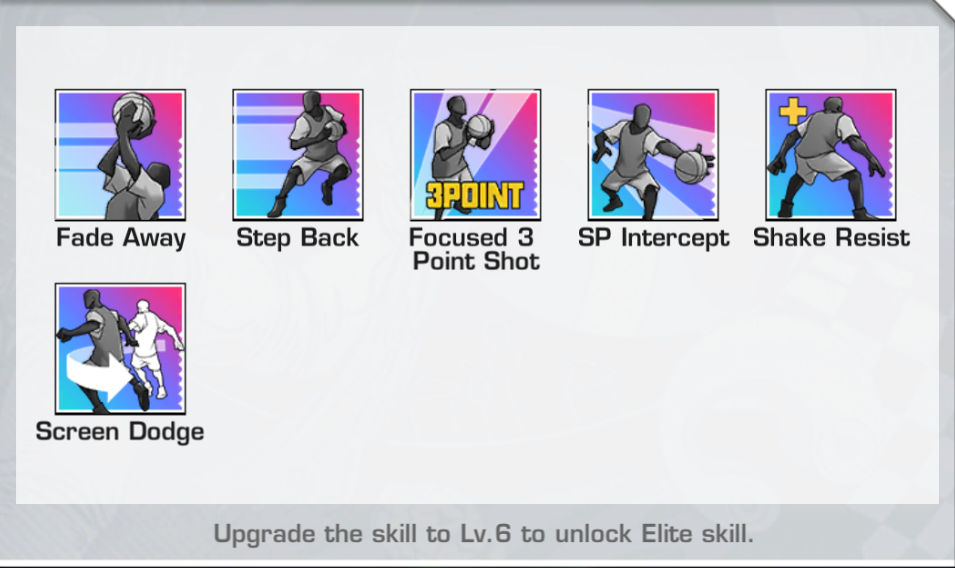 3POINT
Fade Away
Step Back
Focused 3
Point Shot
SP Intercept
Shake Resist
Screen Dodge
Upgrade the skill to Lv.6 to unlock Elite skill.